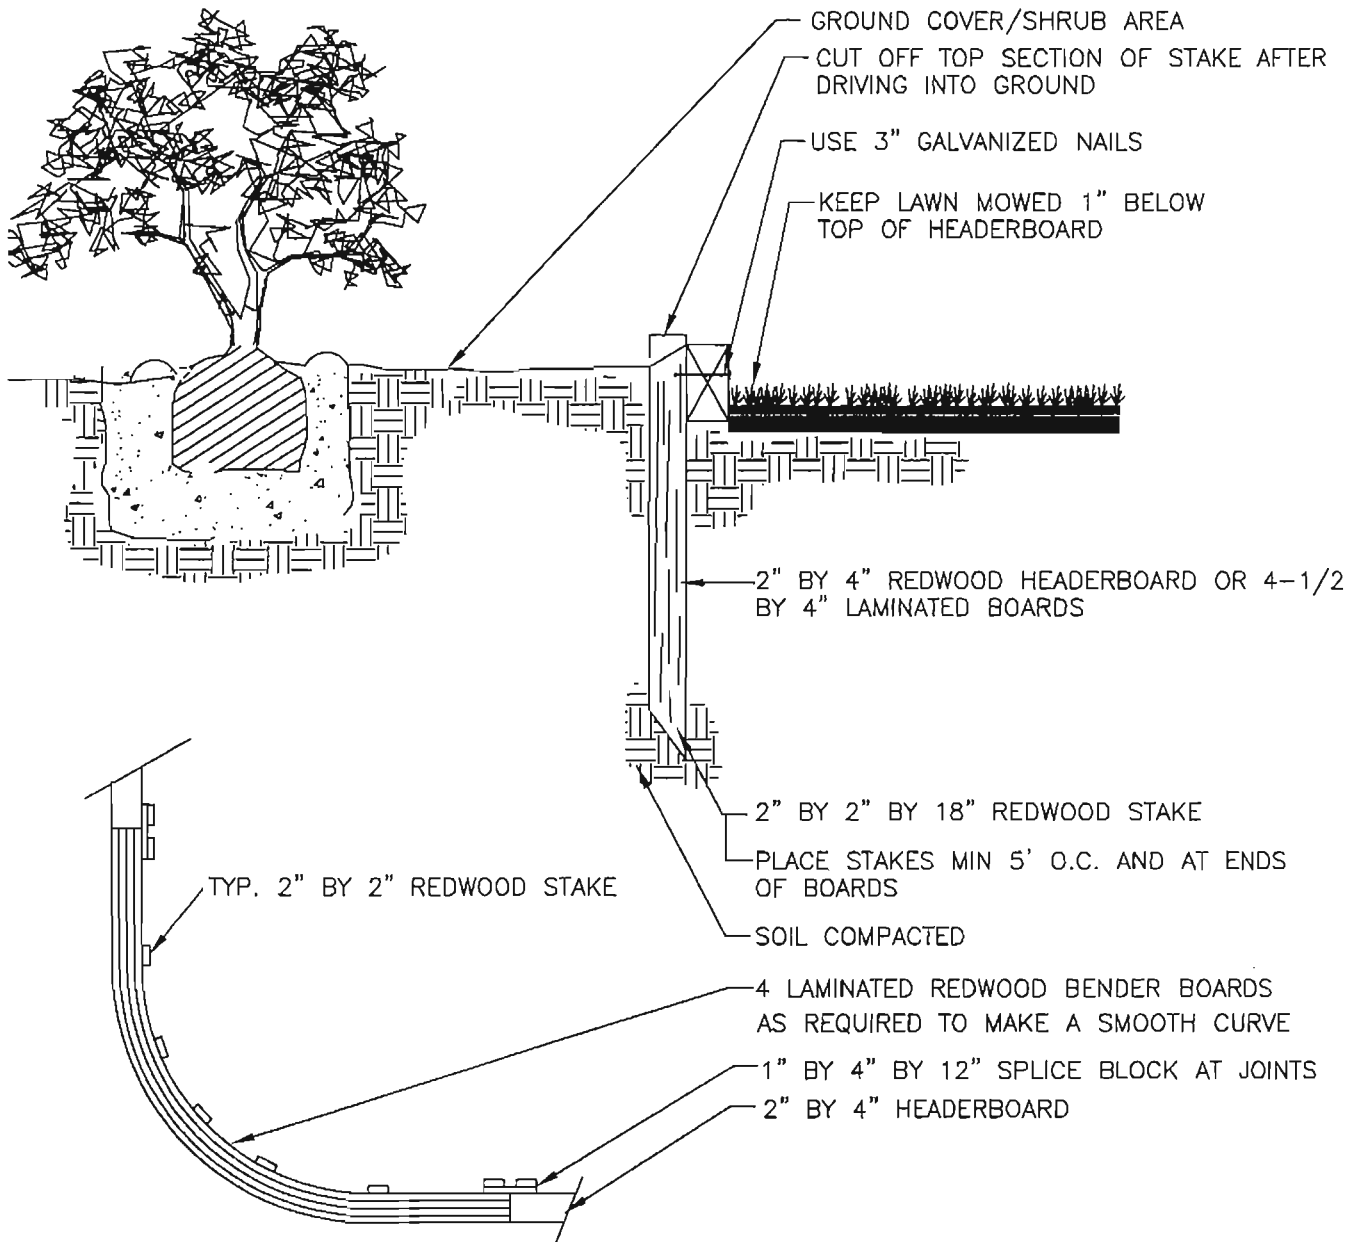 GROUND COVER/SHRUB AREA
CUT OFF TOP SECTION OF STAKE AFTER
DRIVING INTO GROUND
USE 3" GALVANIZED NAILS
KEEP LAWN MOWED 1" BELOW
TOP OF HEADERBOARD
2" BY 4" REDWOOD HEADERBOARD OR 4-1/2
BY 4" LAMINATED BOARDS
2" BY 2" BY 18" REDWOOD STAKE
PLACE STAKES MIN 5' O.C. AND AT ENDS
OF BOARDS
TYP. 2" BY 2" REDWOOD STAKE
SOIL COMPACTED
4 LAMINATED REDWOOD BENDER BOARDS
AS REQUIRED TO MAKE A SMOOTH CURVE
1" BY 4" BY 12" SPLICE BLOCK AT JOINTS
2" BY 4" HEADERBOARD